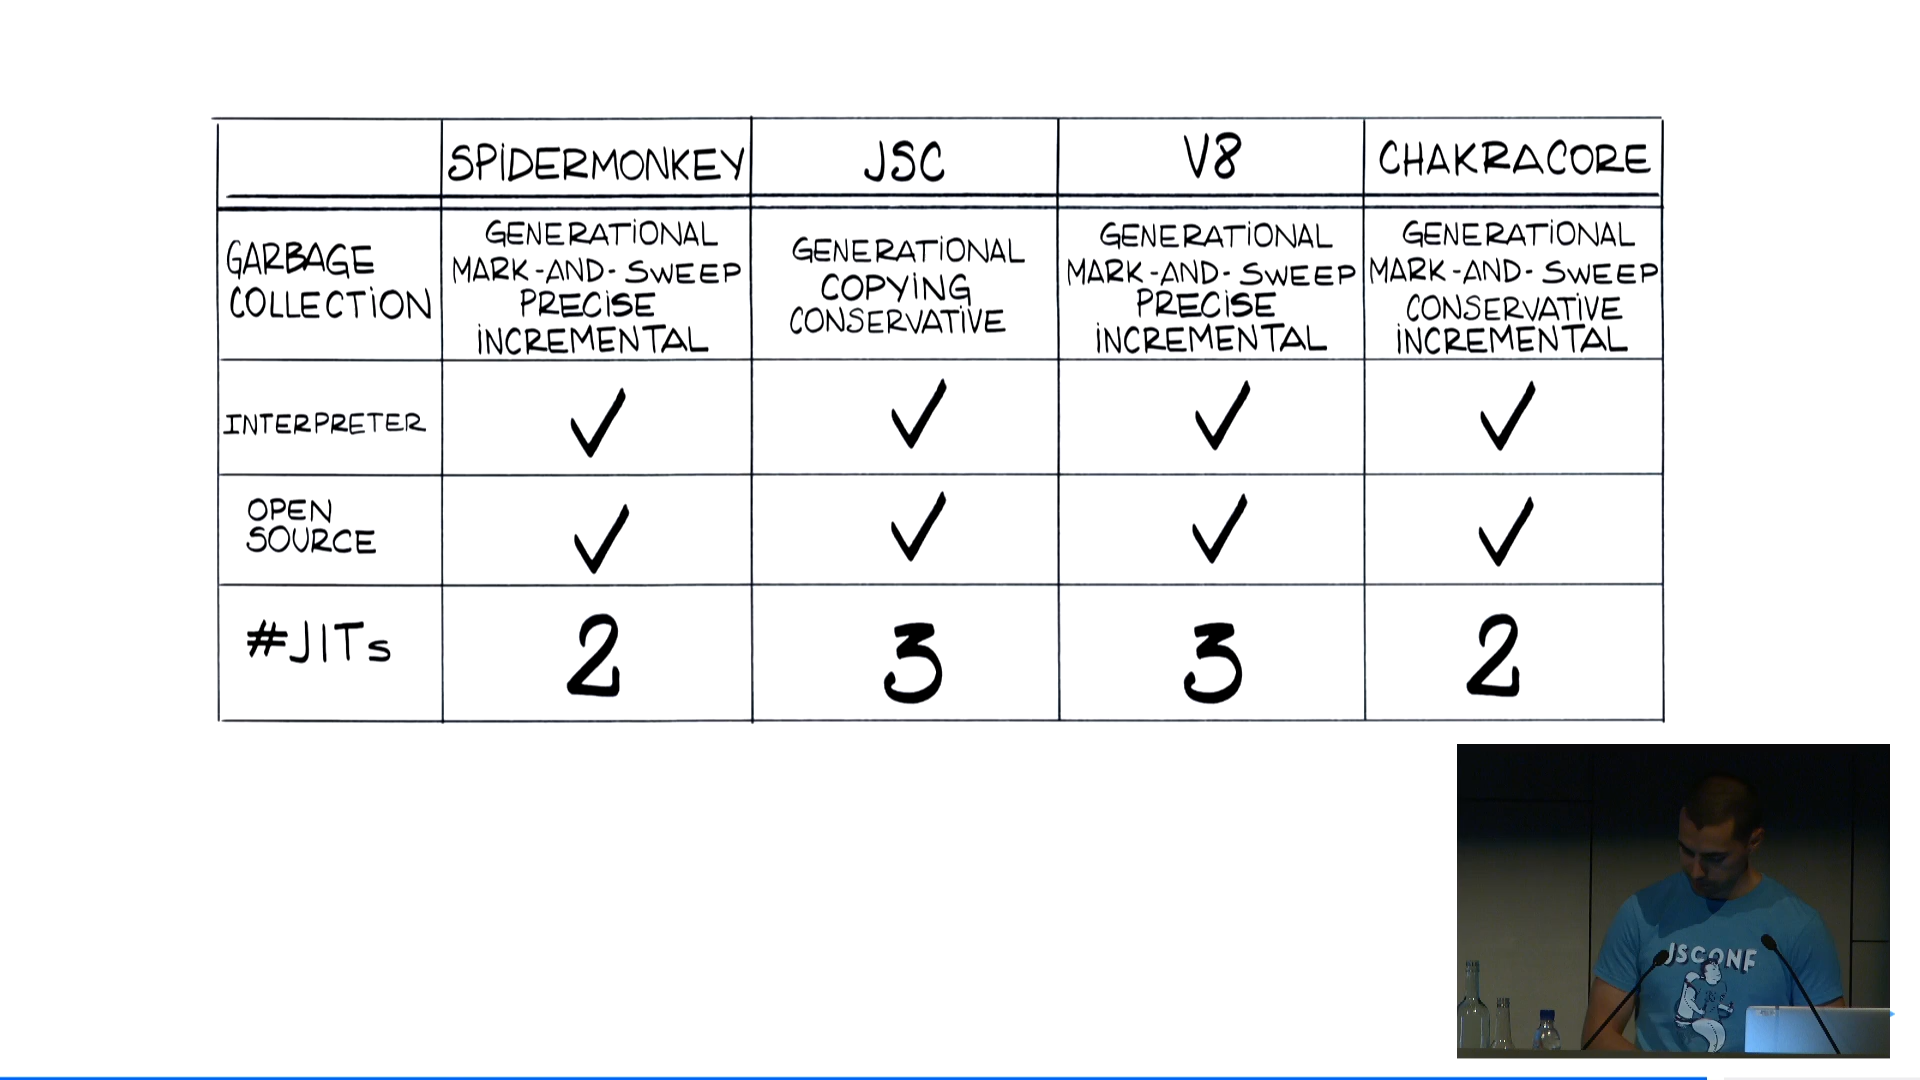 SPIDERMONKEY
JSC
V8
CHAKRACORE
GARBAGE
COLLECTION
GENERATIONAL
MARK-AND-SWEEP
PRECISE
INCREMENTAL
GENERATIONAL
COPYING
CONSERVATIVE
GENERATIONAL
MARK-AND-SWEEP
PRECISE
INCREMENTAL
GENERATIONAL
MARK-AND-SWEEP
CONSERVATIVE
INCREMENTAL
INTERPRETER
✓
✓
✓
✓
OPEN
SOURCE
✓
✓
✓
✓
#JITs
2
3
3
2
JSCONF